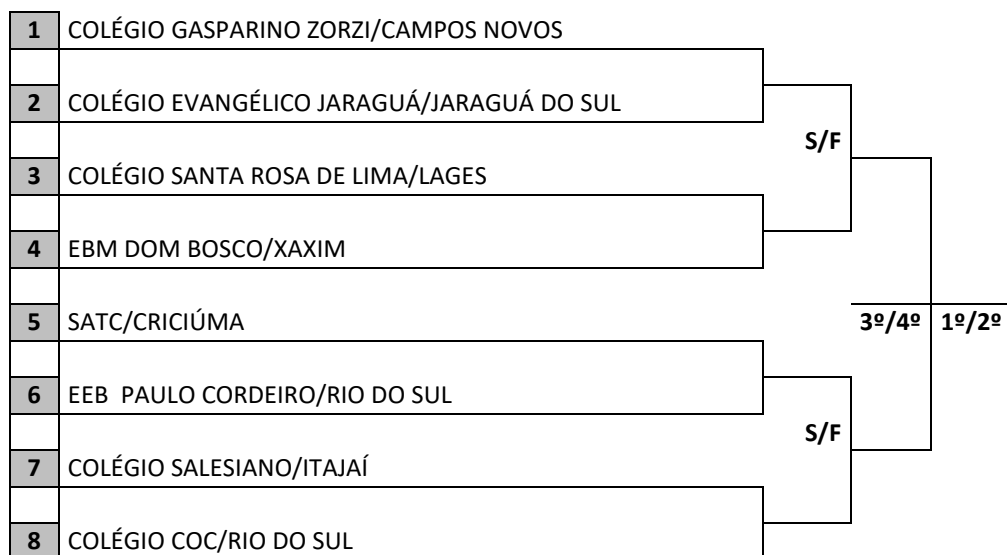 1 COLÉGIO GASPARINO ZORZI/CAMPOS NOVOS
2 COLÉGIO EVANGÉLICO JARAGUÁ/JARAGUÁ DO SUL
S/F
3 COLÉGIO SANTA ROSA DE LIMA/LAGES
4 EBM DOM BOSCO/XAXIM
5 SATC/CRICIÚMA 3º/4º 1º/2º
6 EEB PAULO CORDEIRO/RIO DO SUL
S/F
7 COLÉGIO SALESIANO/ITAJAÍ
8 COLÉGIO COC/RIO DO SUL